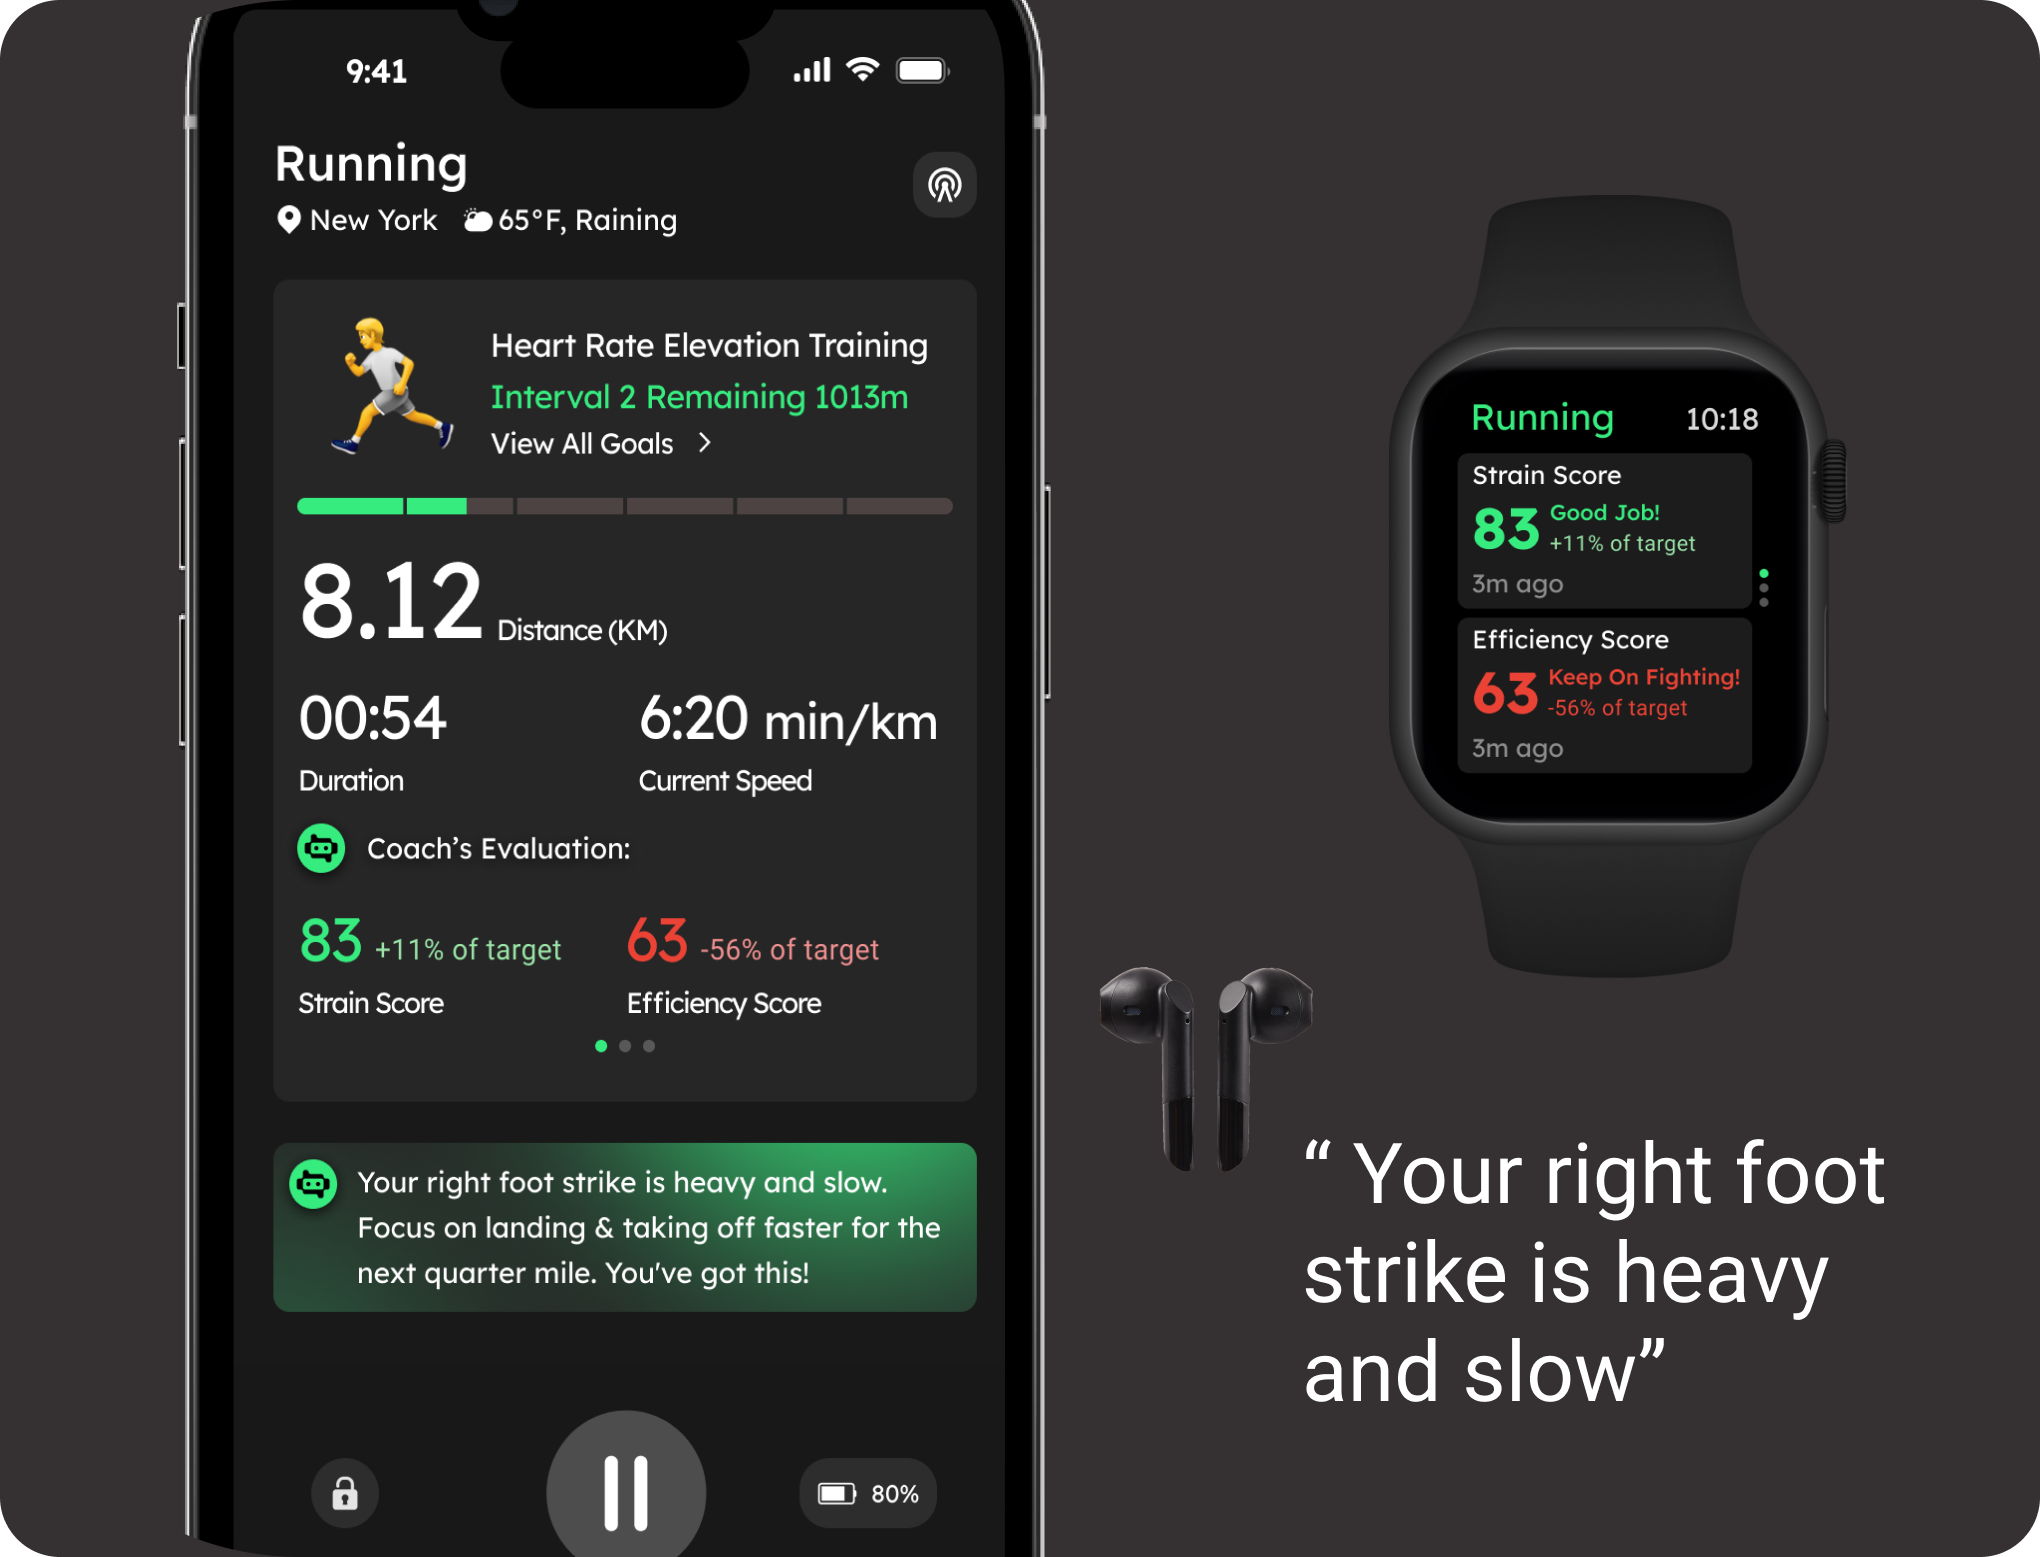 9:41
Running
New York 65°F, Raining
Heart Rate Elevation Training
Interval 2 Remaining 1013m
View All Goals >
8.12 Distance (KM)
00:54
Duration
6:20 min/km
Current Speed
Coach’s Evaluation:
83 +11% of target
Strain Score
63 -56% of target
Efficiency Score
Your right foot strike is heavy and slow.
Focus on landing & taking off faster for the
next quarter mile. You've got this!
80%
Running 10:18
Strain Score
83 Good Job!
+11% of target
3m ago
Efficiency Score
63 Keep On Fighting!
-56% of target
3m ago
“ Your right foot
strike is heavy
and slow”